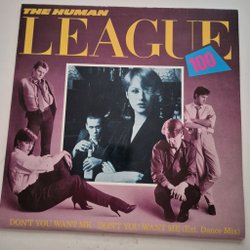 THE HUMAN
LEAGUE
100
DON'T YOU WANT ME · DON'T YOU WANT ME (Ext. Dance Mix)